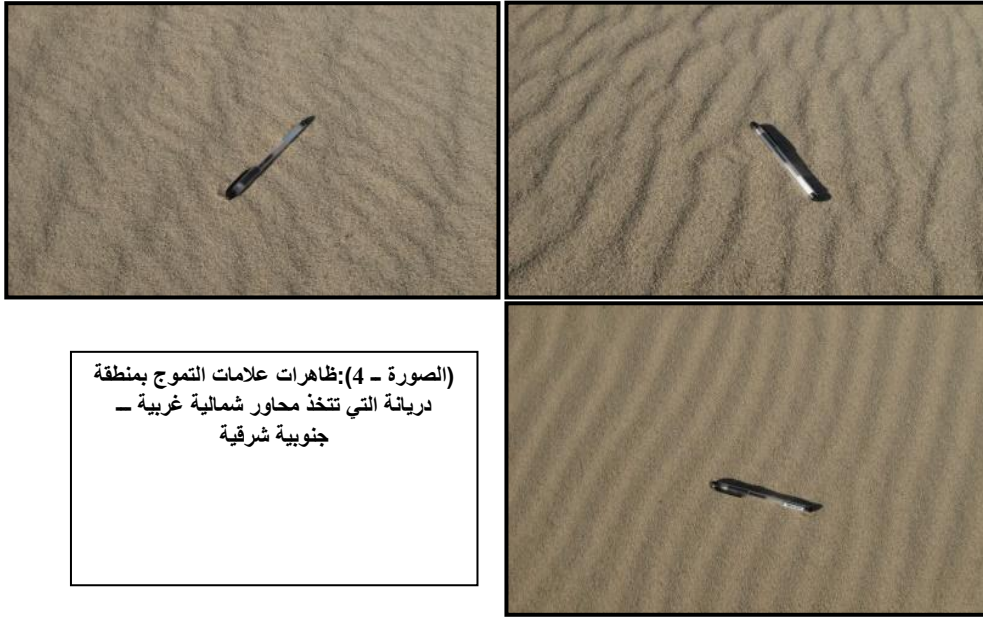 (الصورة ـ 4):ظاهرات علامات التموج بمنطقة
دريانة التي تتخذ محاور شمالية غربية ــ
جنوبية شرقية